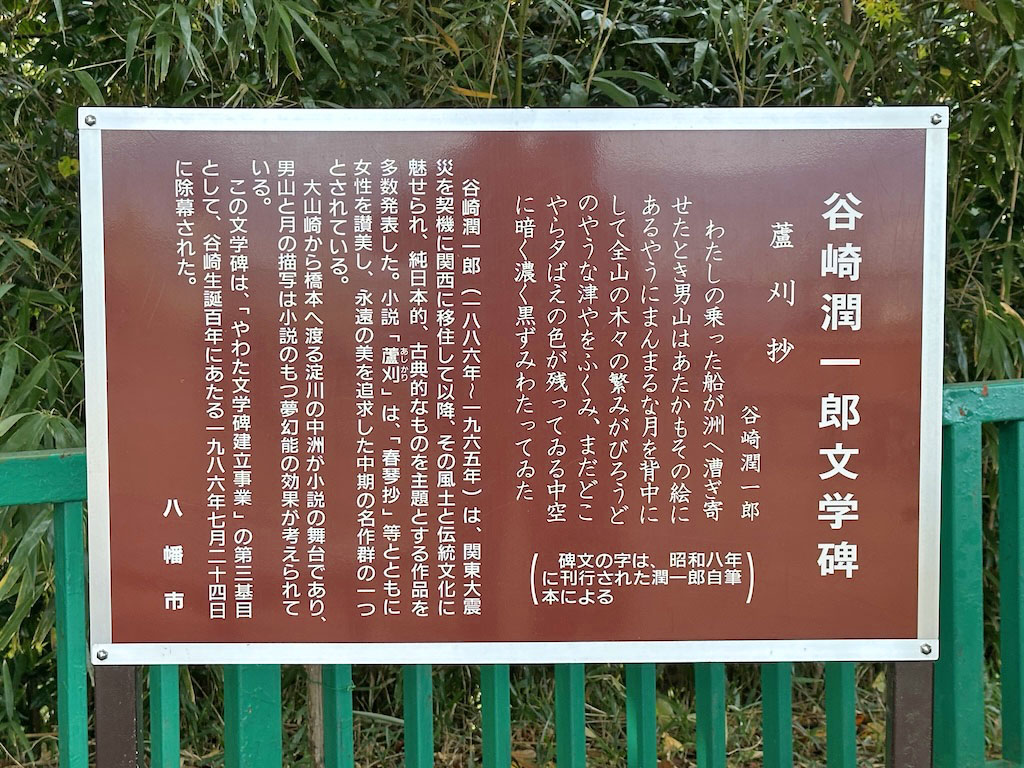 谷崎潤一郎文学碑
蘆刈抄
谷崎潤一郎
わたしの乗った船が洲へ漕ぎ寄
せたとき男山はあたかもその絵に
あるやうにまんまるな月を背中に
して全山の木々の繁みがびろうど
のやうな津やをふくみ、まだどこ
やら夕ばえの色が残ってゐる中空
に暗く濃く黒ずみわたってゐた
(碑文の字は、昭和八年
に刊行された潤一郎自筆
本による)
谷崎潤一郎(一八八六年〜一九六五年)は、関東大震
災を契機に関西に移住して以降、その風土と伝統文化に
魅せられ、純日本的、古典的なものを主題とする作品を
多数発表した。小説「蘆刈」は、「春琴抄」等とともに
あしかり
女性を讃美し、永遠の美を追求した中期の名作群の一つ
とされている。
大山崎から橋本へ渡る淀川の中洲が小説の舞台であり、
男山と月の描写は小説のもつ夢幻能の効果が考えられて
いる。
この文学碑は、「やわた文学碑建立事業」の第三基目
として、谷崎生誕百年にあたる一九八六年七月二十四日
に除幕された。
八幡市